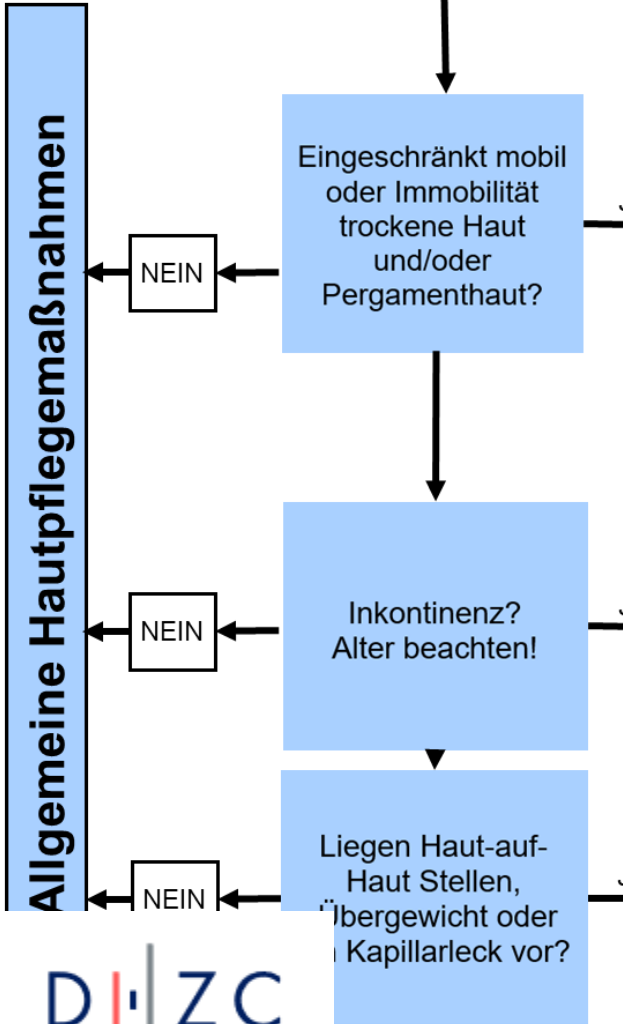 Allgemeine Hautpflegemaßnahmen
Eingeschränkt mobil
oder Immobilität
trockene Haut
und/oder
Pergamenthaut?
NEIN
Inkontinenz?
Alter beachten!
NEIN
Liegen Haut-auf-
Haut Stellen,
Übergewicht oder
Kapillarleck vor?
NEIN
DHZC